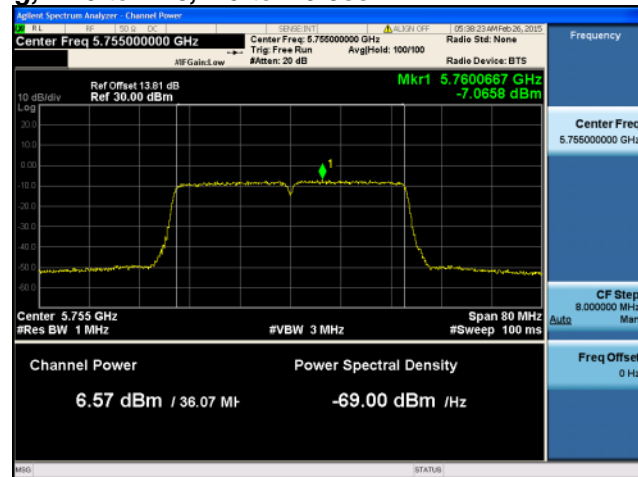 Agilent Spectrum Analyzer - Channel Power
RL RF 50 Ω DC SENSE:INT ALIGN OFF 05:38:23 AM Feb 26, 2015
Center Freq 5.755000000 GHz
Center Freq: 5.755000000 GHz
Radio Std: None
Trig: Free Run Avg|Hold: 100/100
#IFGain:Low #Atten: 20 dB Radio Device: BTS
Frequency
Ref Offset 13.81 dB
Mkr1 5.7600667 GHz
10 dB/div Ref 30.00 dBm
-7.0658 dBm
Log
20.0
10.0
0.00
-10.0
-20.0
-30.0
-40.0
-50.0
-60.0
1
Center Freq
5.755000000 GHz
Center 5.755 GHz Span 80 MHz
#Res BW 1 MHz #VBW 3 MHz #Sweep 100 ms
CF Step
8.000000 MHz
Auto Man
Channel Power Power Spectral Density
6.57 dBm / 36.07 MH -69.00 dBm /Hz
Freq Offset
0 Hz
MSG STATUS